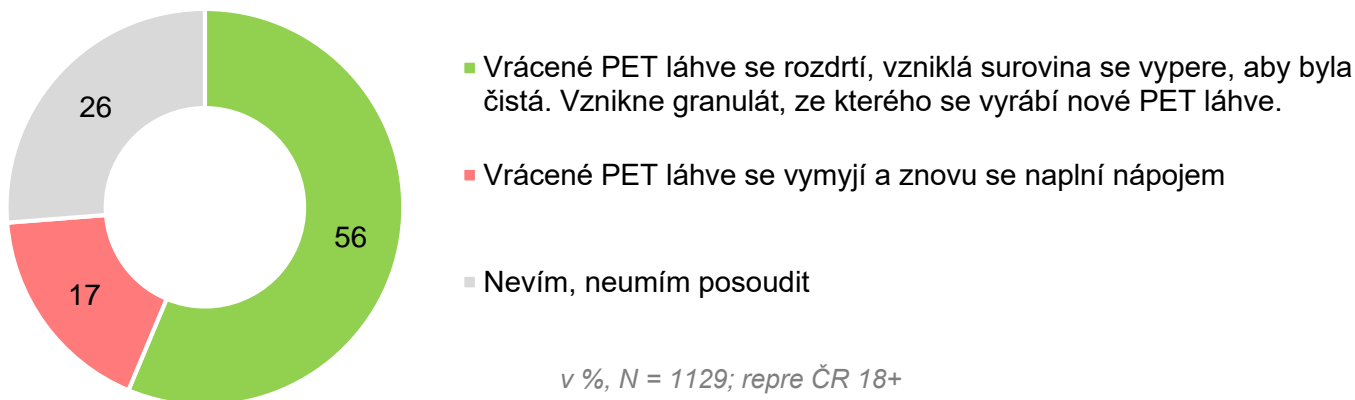 Vrácené PET láhve se rozdrtí, vzniklá surovina se vypere, aby byla
čistá. Vznikne granulát, ze kterého se vyrábí nové PET láhve.
26
Vrácené PET láhve se vymyjí a znovu se naplní nápojem
56
Nevím, neumím posoudit
17
v %, N = 1129; repre ČR 18+